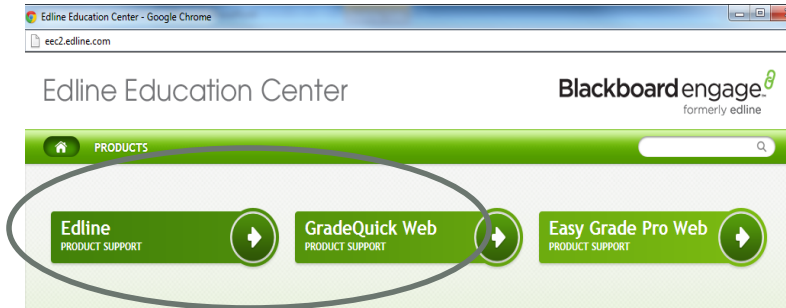 Edline Education Center - Google Chrome
eec2.edline.com
Edline Education Center
Blackboard engage™
formerly edline
PRODUCTS
Edline
PRODUCT SUPPORT
GradeQuick Web
PRODUCT SUPPORT
Easy Grade Pro Web
PRODUCT SUPPORT